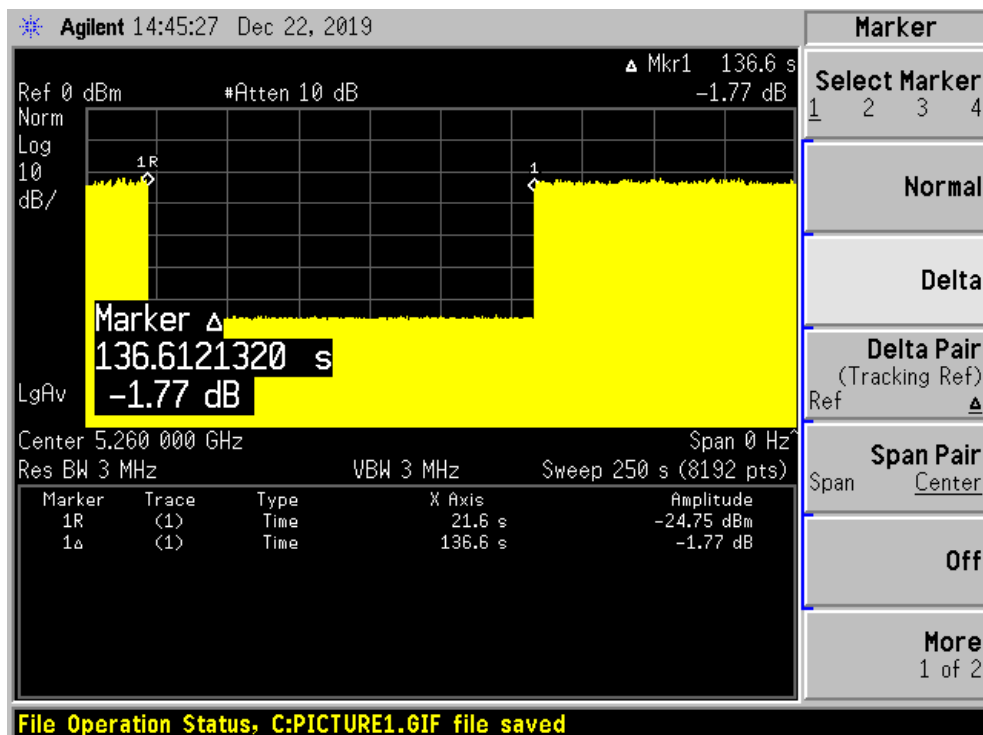 Agilent 14:45:27 Dec 22, 2019
Δ Mkr1 136.6 s
Ref 0 dBm #Atten 10 dB -1.77 dB
Norm
Log
10
dB/
1R
1
Marker Δ
136.6121320 s
-1.77 dB
LgAv
Center 5.260 000 GHz Span 0 Hz^
Res BW 3 MHz VBW 3 MHz Sweep 250 s (8192 pts)
Marker Trace Type X Axis Amplitude
1R (1) Time 21.6 s -24.75 dBm
1Δ (1) Time 136.6 s -1.77 dB
File Operation Status, C:PICTURE1.GIF file saved
Marker
Select Marker
1 2 3 4
Normal
Delta
Delta Pair
(Tracking Ref)
Ref Δ
Span Pair
Span Center
Off
More
1 of 2